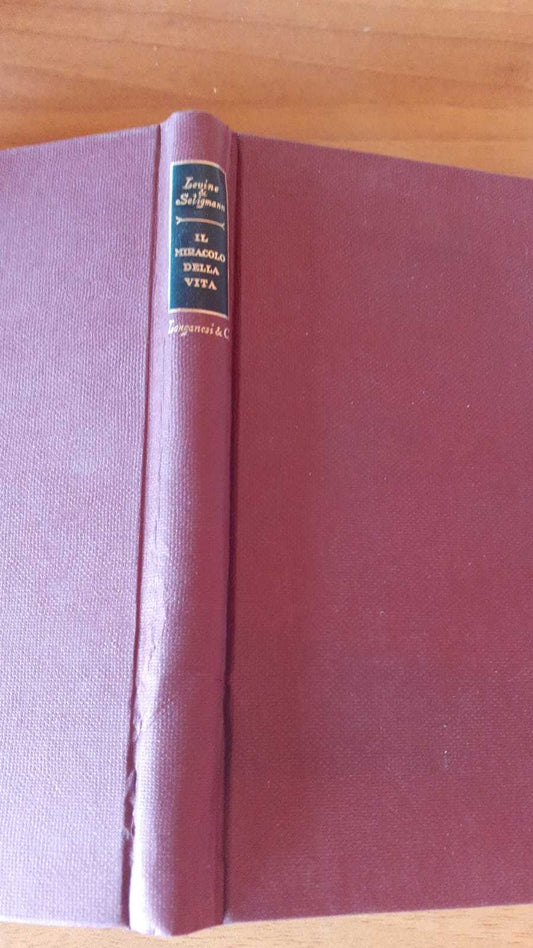 Levine
&
Seligmann
IL
MIRACOLO
DELLA
VITA
Longanesi & C.